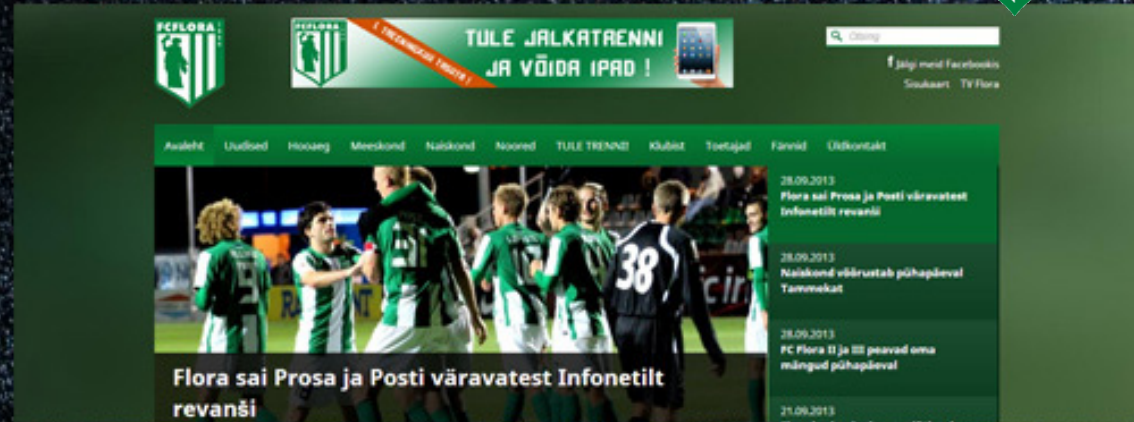 FCFLORA
FCFLORA
! TREENINGUD TASUTA !
TULE JALKATRENNI
JA VÕIDA IPAD !
Otsing
Jälgi meid Facebookis
Sisukaart TV Flora
Avaleht Uudised Hooaeg Meeskond Naiskond Noored TULE TRENNI! Klubist Toetajad Fännid Üldkontakt
28.09.2013
Flora sai Prosa ja Posti väravatest
Infonetilt revanši
28.09.2013
Naiskond võõrustab pühapäeval
Tammekat
28.09.2013
FC Flora II ja III peavad oma
mängud pühapäeval
21.09.2013
38
Flora sai Prosa ja Posti väravatest Infonetilt
revanši